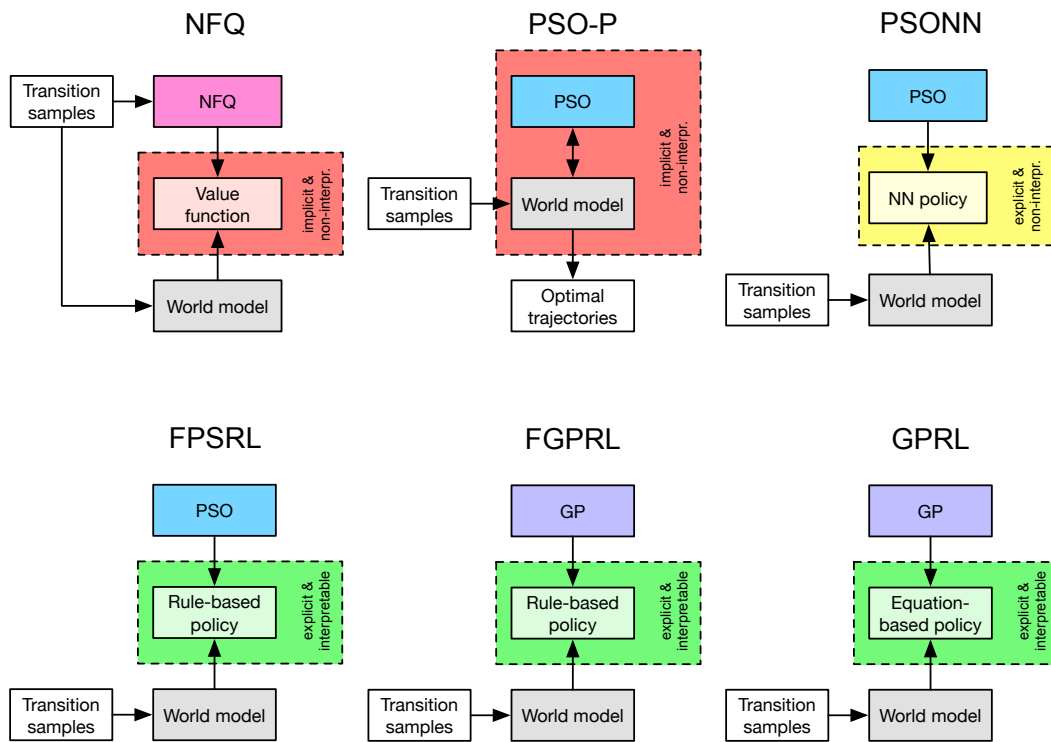 NFQ
Transition
samples
NFQ
Value
function
implicit &
non-interpr.
World model
PSO-P
PSO
implicit &
non-interpr.
Transition
samples
World model
Optimal
trajectories
PSONN
PSO
NN policy
explicit &
non-interpr.
Transition
samples
World model
FPSRL
PSO
Rule-based
policy
explicit &
interpretable
Transition
samples
World model
FGPRL
GP
Rule-based
policy
explicit &
interpretable
Transition
samples
World model
GPRL
GP
Equation-
based policy
explicit &
interpretable
Transition
samples
World model